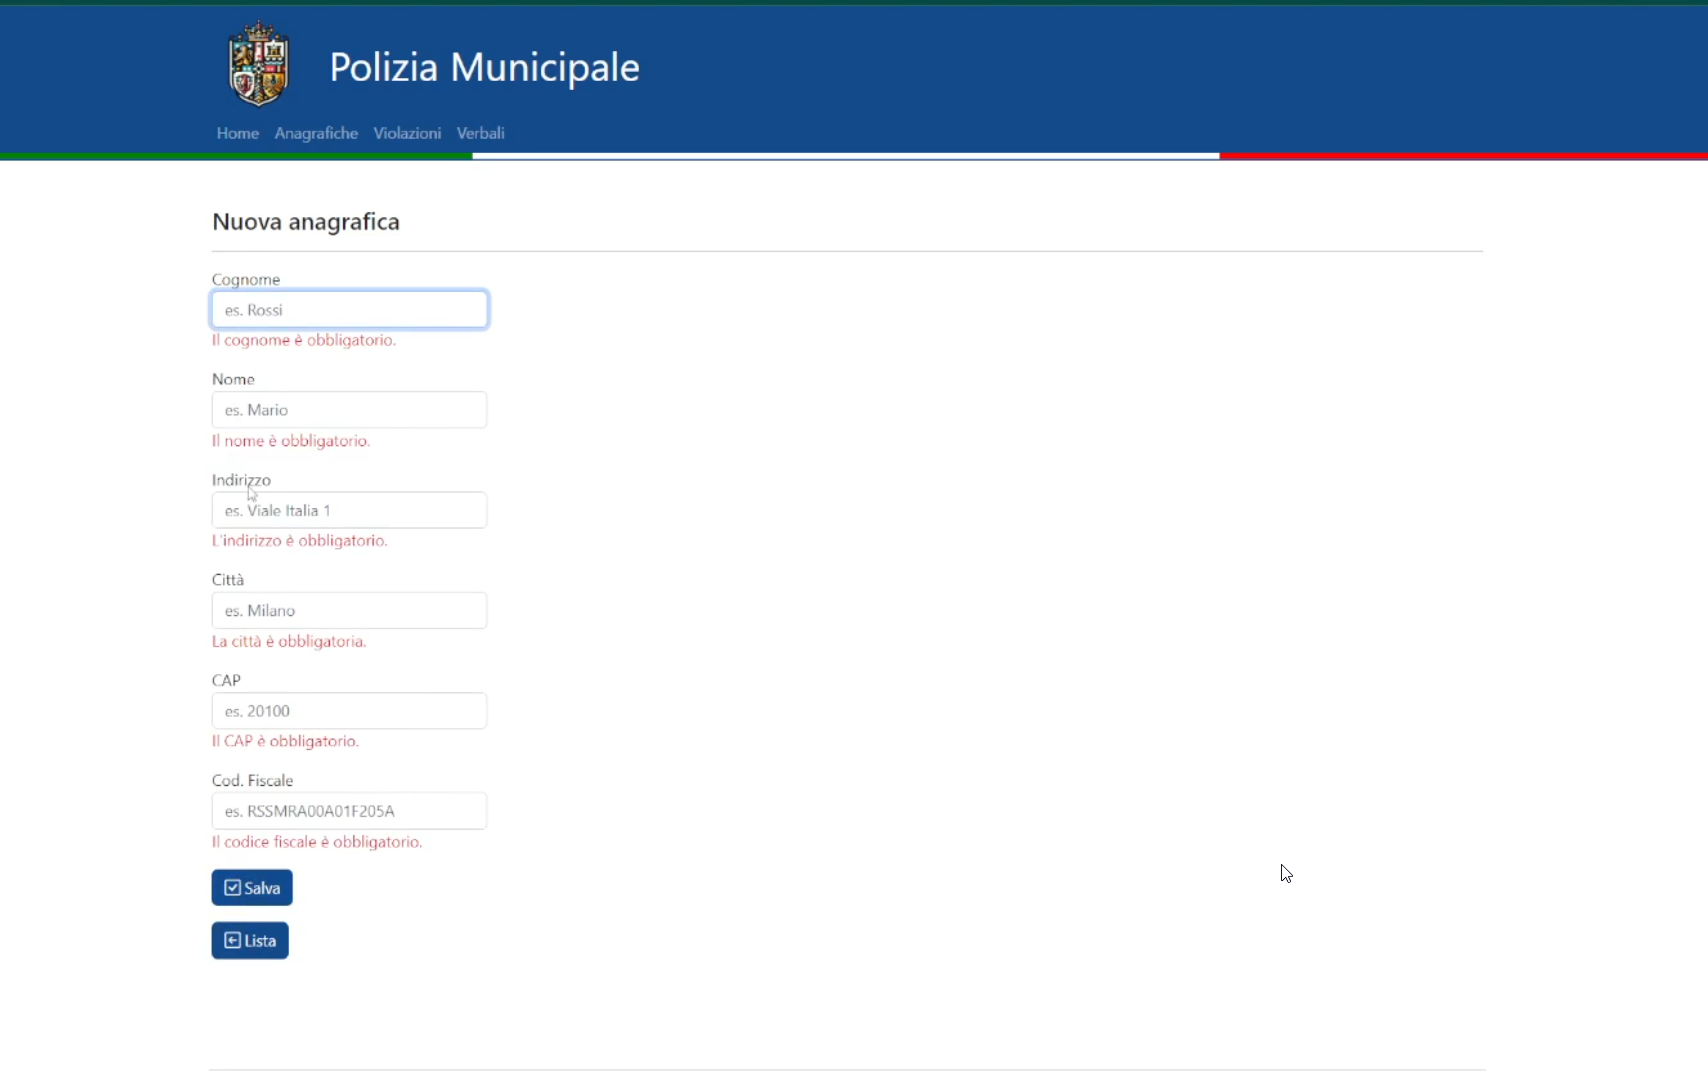 Polizia Municipale
Home Anagrafiche Violazioni Verbali
Nuova anagrafica
Cognome
es. Rossi
Il cognome è obbligatorio.
Nome
es. Mario
Il nome è obbligatorio.
Indirizzo
es. Viale Italia 1
L'indirizzo è obbligatorio.
Città
es. Milano
La città è obbligatoria.
CAP
es. 20100
Il CAP è obbligatorio.
Cod. Fiscale
es. RSSMRA00A01F205A
Il codice fiscale è obbligatorio.
Salva
Lista